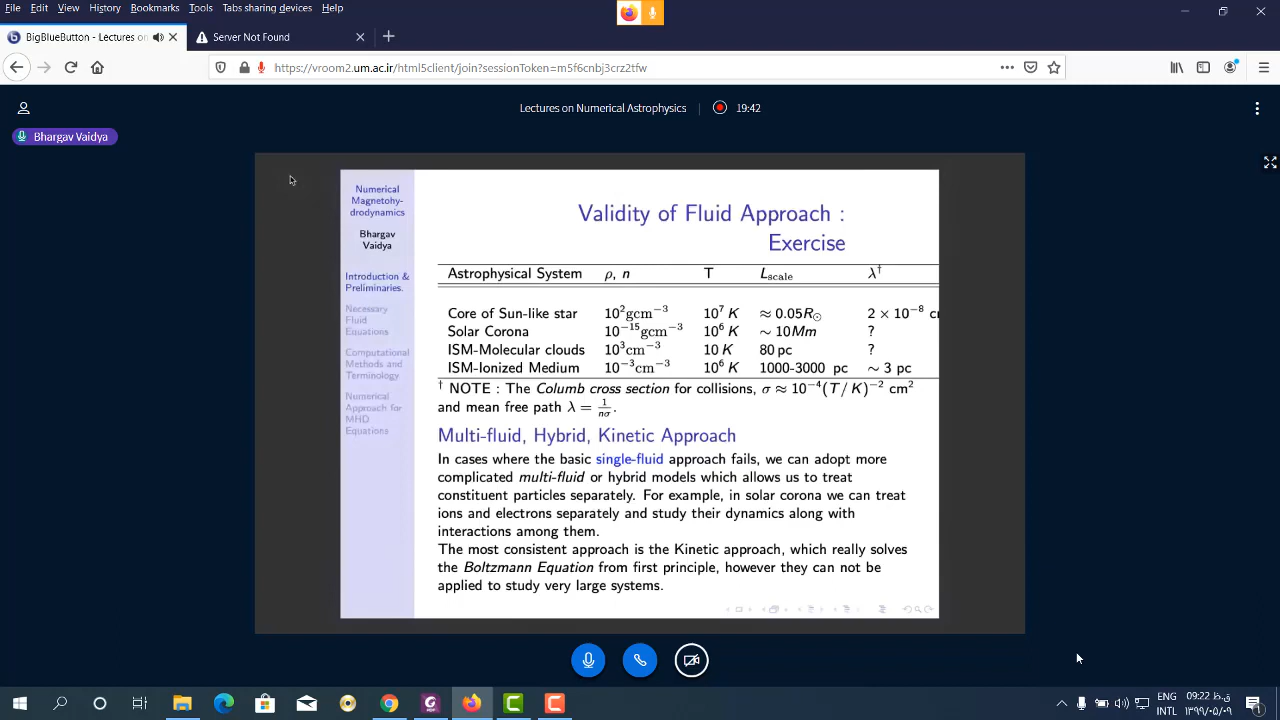 File Edit View History Bookmarks Tools Tab sharing devices Help
BigBlueButton - Lectures on
Server Not Found
https://vroom2.um.ac.ir/html5client/join?sessionToken=m5f6cnbj3crz2tfw
Lectures on Numerical Astrophysics 19:42
Bhargav Vaidya
Numerical
Magnetohy-
drodynamics
Bhargav
Vaidya
Introduction &
Preliminaries.
Necessary
Fluid
Equations
Computational
Methods and
Terminology
Numerical
Approach for
MHD
Equations
Validity of Fluid Approach :
Exercise
Astrophysical System ρ, n T L_scale λ†
Core of Sun-like star 10² gcm⁻³ 10⁷ K ≈ 0.05R⊙ 2 × 10⁻⁸ c
Solar Corona 10⁻¹⁵gcm⁻³ 10⁶ K ∼ 10Mm ?
ISM-Molecular clouds 10³cm⁻³ 10 K 80 pc ?
ISM-Ionized Medium 10⁻³cm⁻³ 10⁶ K 1000-3000 pc ∼ 3 pc
† NOTE : The Columb cross section for collisions, σ ≈ 10⁻⁴(T/K)⁻² cm²
and mean free path λ = 1/nσ.
Multi-fluid, Hybrid, Kinetic Approach
In cases where the basic single-fluid approach fails, we can adopt more
complicated multi-fluid or hybrid models which allows us to treat
constituent particles separately. For example, in solar corona we can treat
ions and electrons separately and study their dynamics along with
interactions among them.
The most consistent approach is the Kinetic approach, which really solves
the Boltzmann Equation from first principle, however they can not be
applied to study very large systems.
ENG 09:22 ق.ظ
INTL ۱۳۹۹/۰۵/۰۹